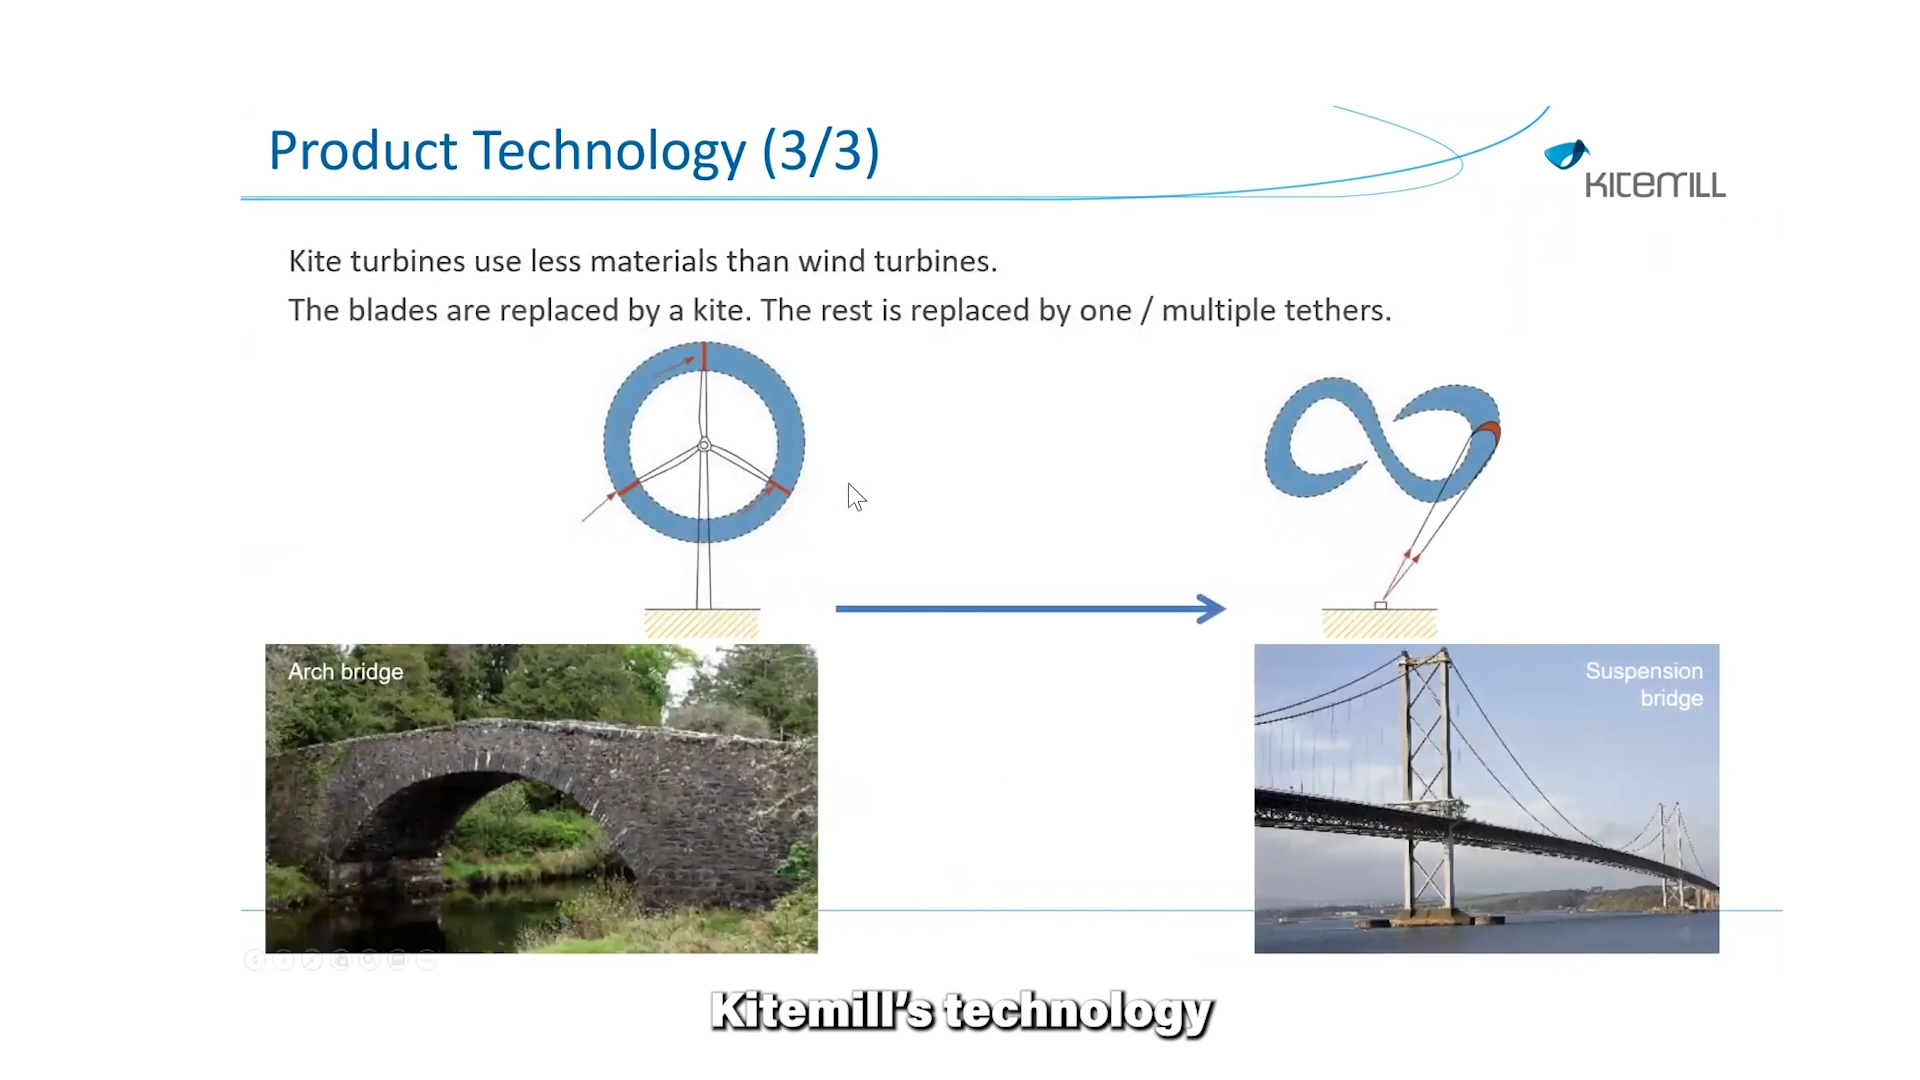 Product Technology (3/3)
KITEMILL
Kite turbines use less materials than wind turbines.
The blades are replaced by a kite. The rest is replaced by one / multiple tethers.
Arch bridge
Suspension
bridge
Kitemill's technology